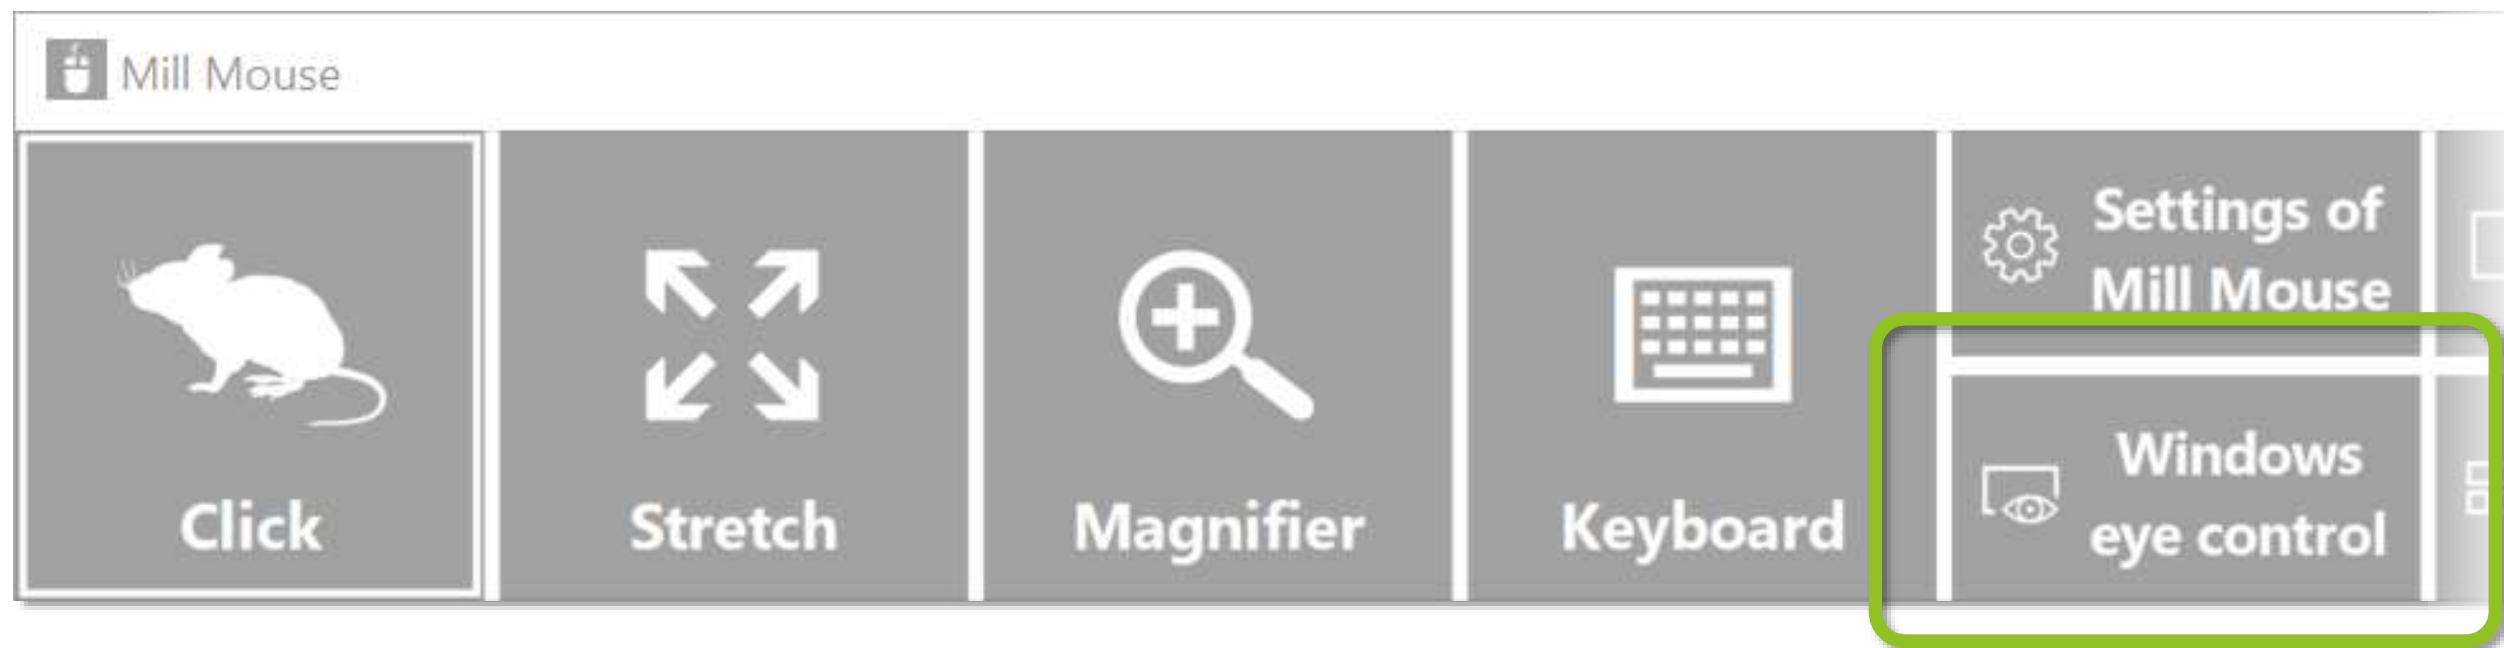 Mill Mouse
Click
Stretch
Magnifier
Keyboard
Settings of
Mill Mouse
Windows
eye control